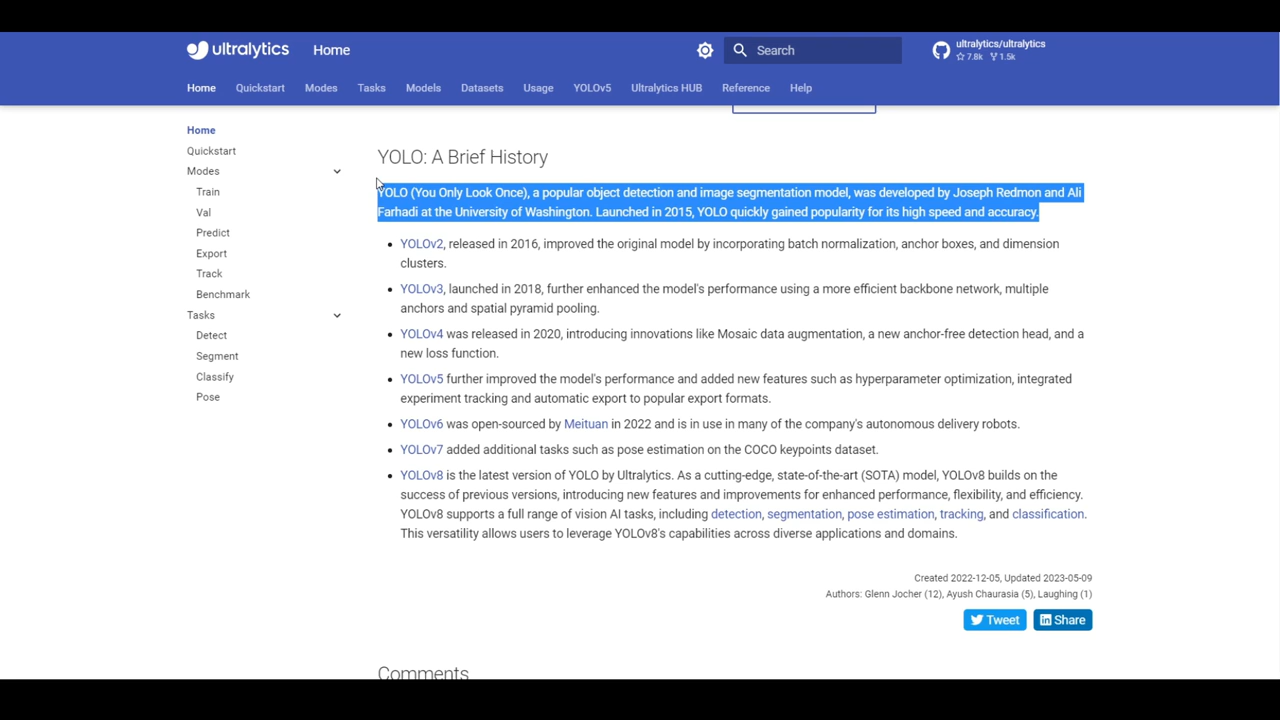 ultralytics Home Search ultralytics/ultralytics
7.8k 1.5k
Home Quickstart Modes Tasks Models Datasets Usage YOLOv5 Ultralytics HUB Reference Help
Home
Quickstart
Modes
Train
Val
Predict
Export
Track
Benchmark
Tasks
Detect
Segment
Classify
Pose
YOLO: A Brief History
YOLO (You Only Look Once), a popular object detection and image segmentation model, was developed by Joseph Redmon and Ali
Farhadi at the University of Washington. Launched in 2015, YOLO quickly gained popularity for its high speed and accuracy.
YOLOv2, released in 2016, improved the original model by incorporating batch normalization, anchor boxes, and dimension
clusters.
YOLOv3, launched in 2018, further enhanced the model's performance using a more efficient backbone network, multiple
anchors and spatial pyramid pooling.
YOLOv4 was released in 2020, introducing innovations like Mosaic data augmentation, a new anchor-free detection head, and a
new loss function.
YOLOv5 further improved the model's performance and added new features such as hyperparameter optimization, integrated
experiment tracking and automatic export to popular export formats.
YOLOv6 was open-sourced by Meituan in 2022 and is in use in many of the company's autonomous delivery robots.
YOLOv7 added additional tasks such as pose estimation on the COCO keypoints dataset.
YOLOv8 is the latest version of YOLO by Ultralytics. As a cutting-edge, state-of-the-art (SOTA) model, YOLOv8 builds on the
success of previous versions, introducing new features and improvements for enhanced performance, flexibility, and efficiency.
YOLOv8 supports a full range of vision AI tasks, including detection, segmentation, pose estimation, tracking, and classification.
This versatility allows users to leverage YOLOv8's capabilities across diverse applications and domains.
Created 2022-12-05, Updated 2023-05-09
Authors: Glenn Jocher (12), Ayush Chaurasia (5), Laughing (1)
Tweet Share
Comments